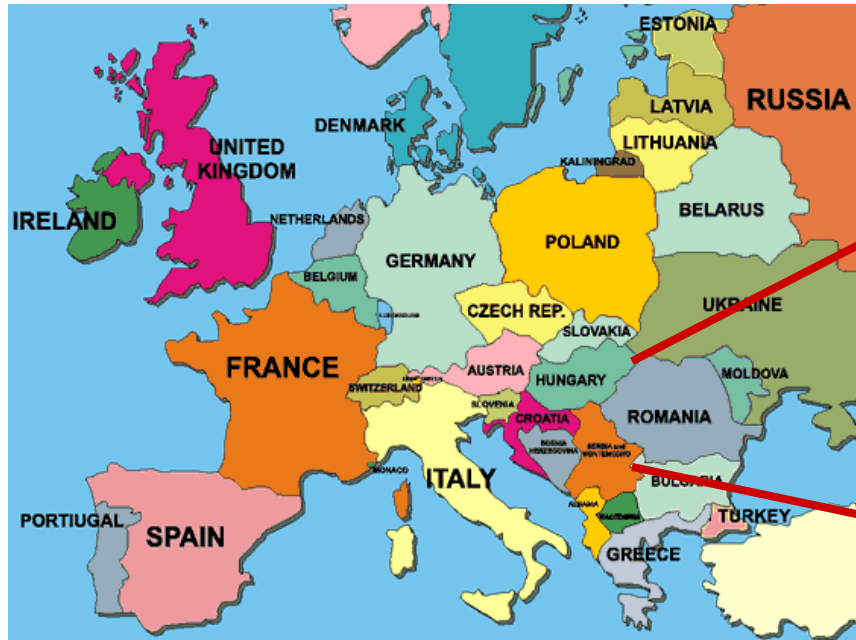 ESTONIA
RUSSIA
LATVIA
DENMARK
LITHUANIA
UNITED
KINGDOM
KALININGRAD
IRELAND
NETHERLANDS
BELARUS
POLAND
GERMANY
BELGIUM
CZECH REP.
UKRAINE
SLOVAKIA
FRANCE
AUSTRIA
HUNGARY
MOLDOVA
SWITZERLAND
SLOVENIA
CROATIA
ROMANIA
BOSNIA
HERZEGOVINA
MONACO
ITALY
BULGARIA
PORTIUGAL
SPAIN
ALBANIA
TURKEY
GREECE